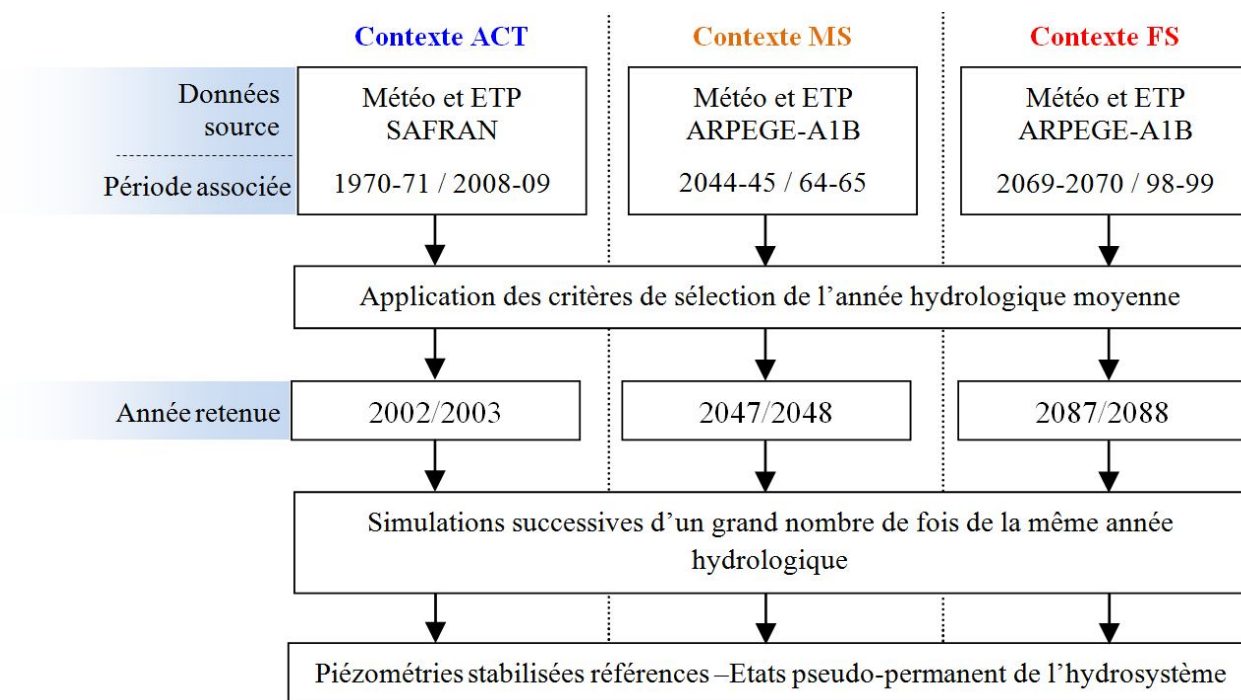 Contexte ACT
Contexte MS
Contexte FS
Données
source
Météo et ETP
SAFRAN
Météo et ETP
ARPEGE-A1B
Météo et ETP
ARPEGE-A1B
Période associée
1970-71 / 2008-09
2044-45 / 64-65
2069-2070 / 98-99
Application des critères de sélection de l’année hydrologique moyenne
Année retenue
2002/2003
2047/2048
2087/2088
Simulations successives d’un grand nombre de fois de la même année
hydrologique
Piézométries stabilisées références –Etats pseudo-permanent de l’hydrosystème